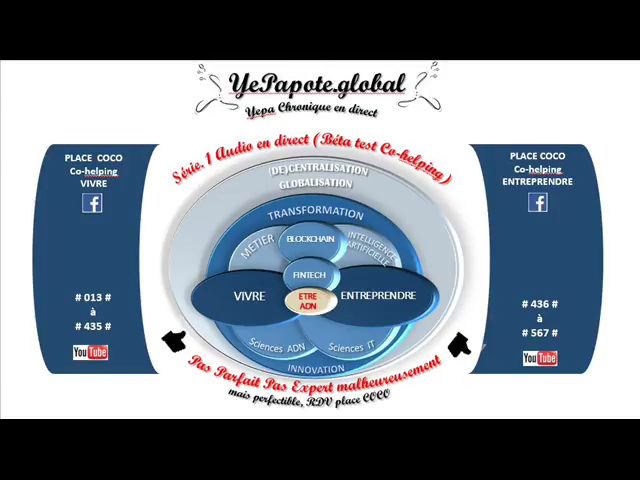 YePapote.global
Yepa Chronique en direct
Série. 1 Audio en direct (Béta test Co-helping)
PLACE COCO
Co-helping
VIVRE
# 013 #
à
# 435 #
YouTube
(DE)CENTRALISATION
GLOBALISATION
TRANSFORMATION
METIER
BLOCKCHAIN
INTELLIGENCE
ARTIFICIELLE
FINTECH
VIVRE
ETRE
ADN
ENTREPRENDRE
Sciences ADN
Sciences IT
INNOVATION
PLACE COCO
Co-helping
ENTREPRENDRE
# 436 #
à
# 567 #
YouTube
Pas Parfait Pas Expert malheureusement
mais perfectible, RDV place COCO